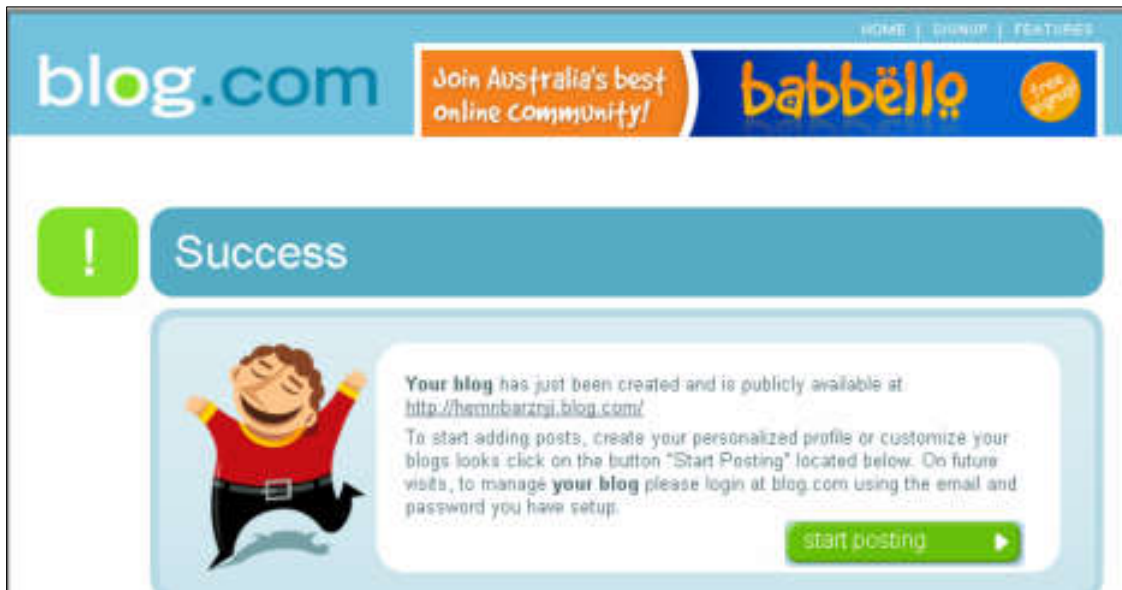 HOME | SIGNUP | FEATURES
blog.com
Join Australia's best
online community!
babbëllo
free
signup!
!
Success
Your blog has just been created and is publicly available at
http://hemnbarznji.blog.com/
To start adding posts, create your personalized profile or customize your
blogs looks click on the button "Start Posting" located below. On future
visits, to manage your blog please login at blog.com using the email and
password you have setup.
start posting